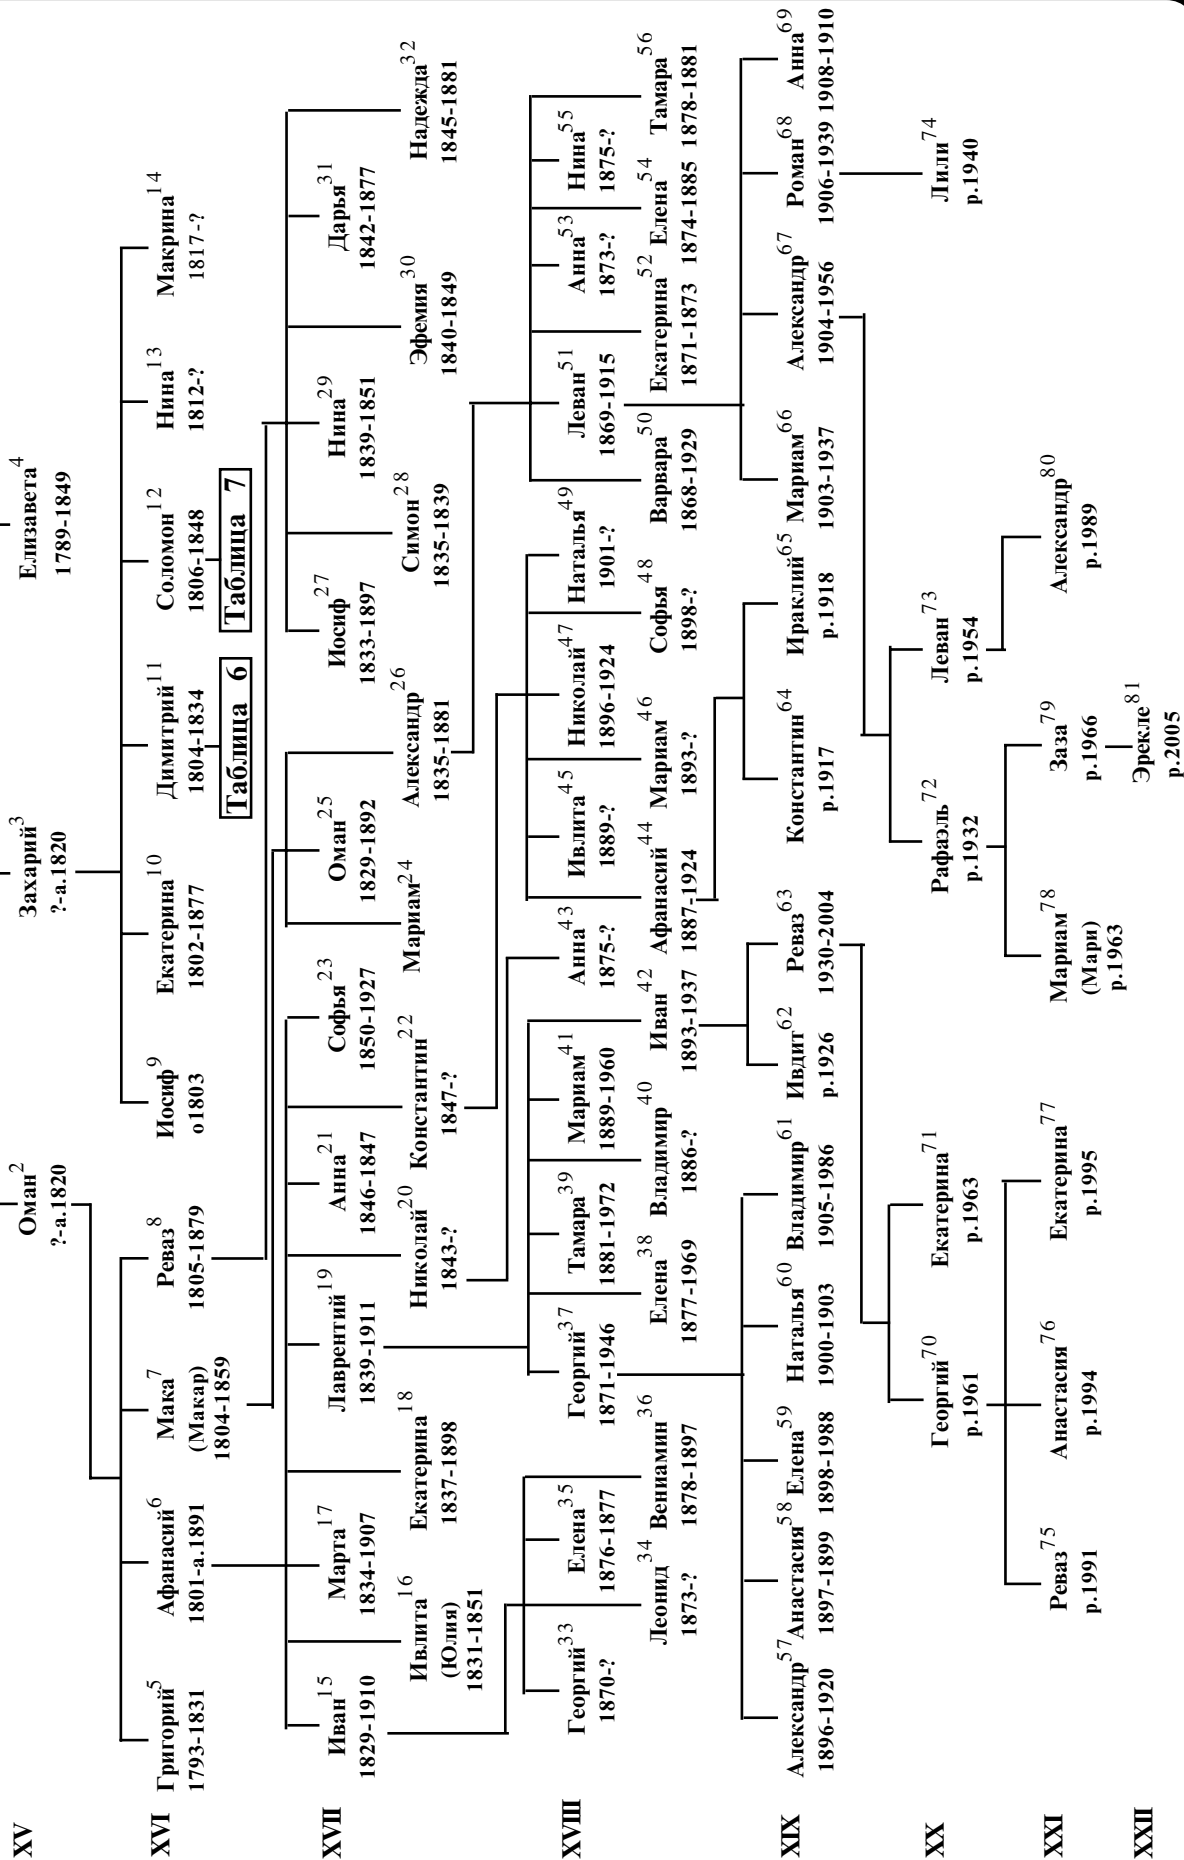 XV
Оман2
?-а.1820
Захарий3
?-а.1820
Елизавета4
1789-1849
XVI
Григорий5
1793-1831
Афанасий6
1801-а.1891
Мака7
(Макар)
1804-1859
Реваз8
1805-1879
Иосиф9
о1803
Екатерина10
1802-1877
Димитрий11
1804-1834
Таблица 6
Соломон12
1806-1848
Таблица 7
Нина13
1812-?
Макрина14
1817-?
XVII
Иван15
1829-1910
Ивлита16
(Юлия)
1831-1851
Марта17
1834-1907
Екатерина18
1837-1898
Лаврентий19
1839-1911
Николай20
1843-?
Анна21
1846-1847
Константин22
1847-?
Софья23
1850-1927
Мариам24
Оман25
1829-1892
Александр26
1835-1881
Иосиф27
1833-1897
Симон28
1835-1839
Нина29
1839-1851
Эфемия30
1840-1849
Дарья31
1842-1877
Надежда32
1845-1881
XVIII
Георгий33
1870-?
Леонид34
1873-?
Елена35
1876-1877
Вениамин36
1878-1897
Георгий37
1871-1946
Елена38
1877-1969
Тамара39
1881-1972
Владимир40
1886-?
Мариам41
1889-1960
Иван42
1893-1937
Анна43
1875-?
Афанасий44
1887-1924
Ивлита45
1889-?
Мариам46
1893-?
Николай47
1896-1924
Софья48
1898-?
Наталья49
1901-?
Варвара50
1868-1929
Леван51
1869-1915
Екатерина52
1871-1873
Анна53
1873-?
Елена54
1874-1885
Нина55
1875-?
Тамара56
1878-1881
XIX
Александр57
1896-1920
Анастасия58
1897-1899
Елена59
1898-1988
Наталья60
1900-1903
Владимир61
1905-1986
Ивдит62
р.1926
Реваз63
1930-2004
Константин64
р.1917
Ираклий65
р.1918
Мариам66
1903-1937
Александр67
1904-1956
Роман68
1906-1939
Анна69
1908-1910
XX
Георгий70
р.1961
Екатерина71
р.1963
Рафаэль72
р.1932
Леван73
р.1954
Лили74
р.1940
XXI
Реваз75
р.1991
Анастасия76
р.1994
Екатерина77
р.1995
Мариам78
(Мари)
р.1963
Заза79
р.1966
Александр80
р.1989
XXII
Эрекле81
р.2005